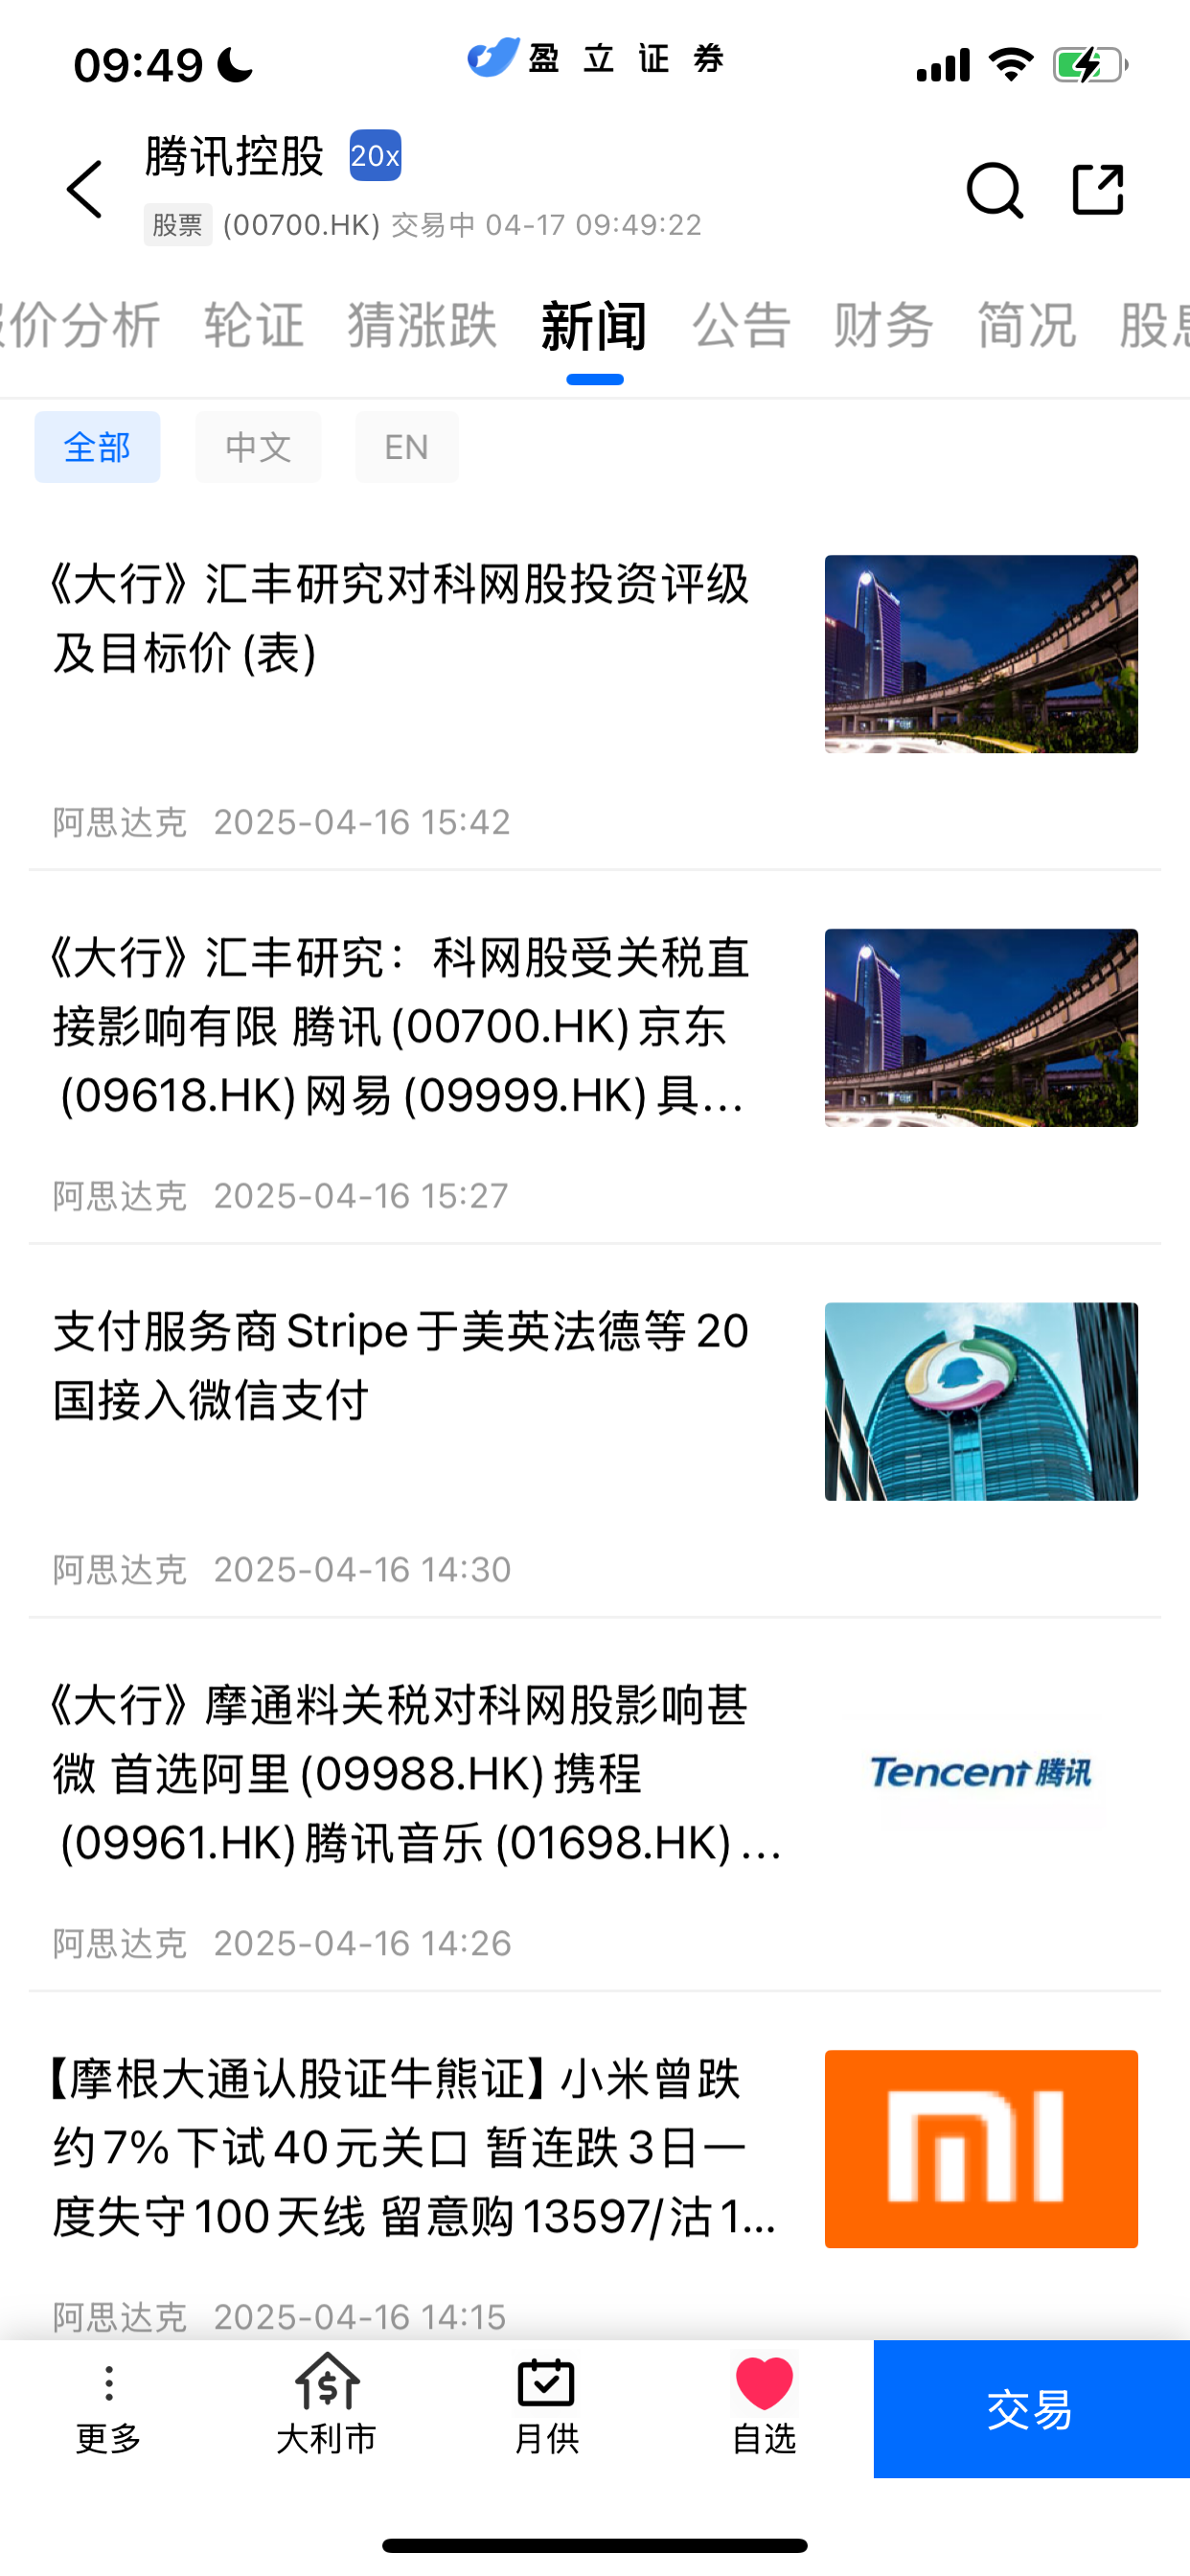 09:49
盈立证券
腾讯控股 20x
股票 (00700.HK) 交易中 04-17 09:49:22
价分析 轮证 猜涨跌 新闻 公告 财务 简况 股息
全部 中文 EN
《大行》汇丰研究对科网股投资评级
及目标价(表)
阿思达克 2025-04-16 15:42
《大行》汇丰研究：科网股受关税直
接影响有限 腾讯(00700.HK)京东
(09618.HK)网易(09999.HK)具...
阿思达克 2025-04-16 15:27
支付服务商Stripe于美英法德等20
国接入微信支付
阿思达克 2025-04-16 14:30
《大行》摩通料关税对科网股影响甚
微 首选阿里(09988.HK)携程
(09961.HK)腾讯音乐(01698.HK)...
Tencent腾讯
阿思达克 2025-04-16 14:26
【摩根大通认股证牛熊证】小米曾跌
约7%下试40元关口 暂连跌3日一
度失守100天线 留意购13597/沽1...
阿思达克 2025-04-16 14:15
更多 大利市 月供 自选 交易